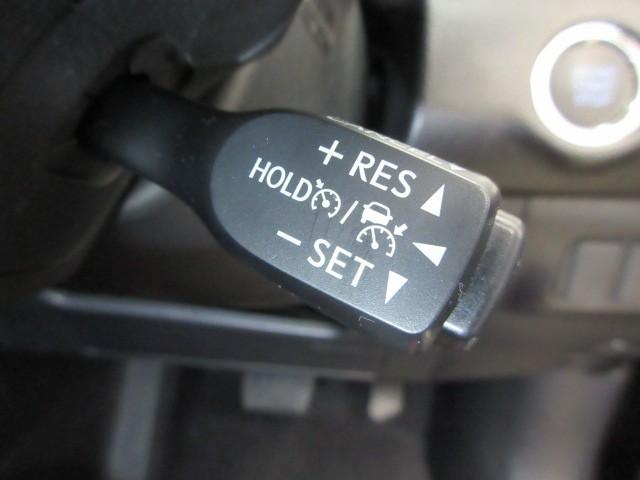 + RES
HOLD /
- SET